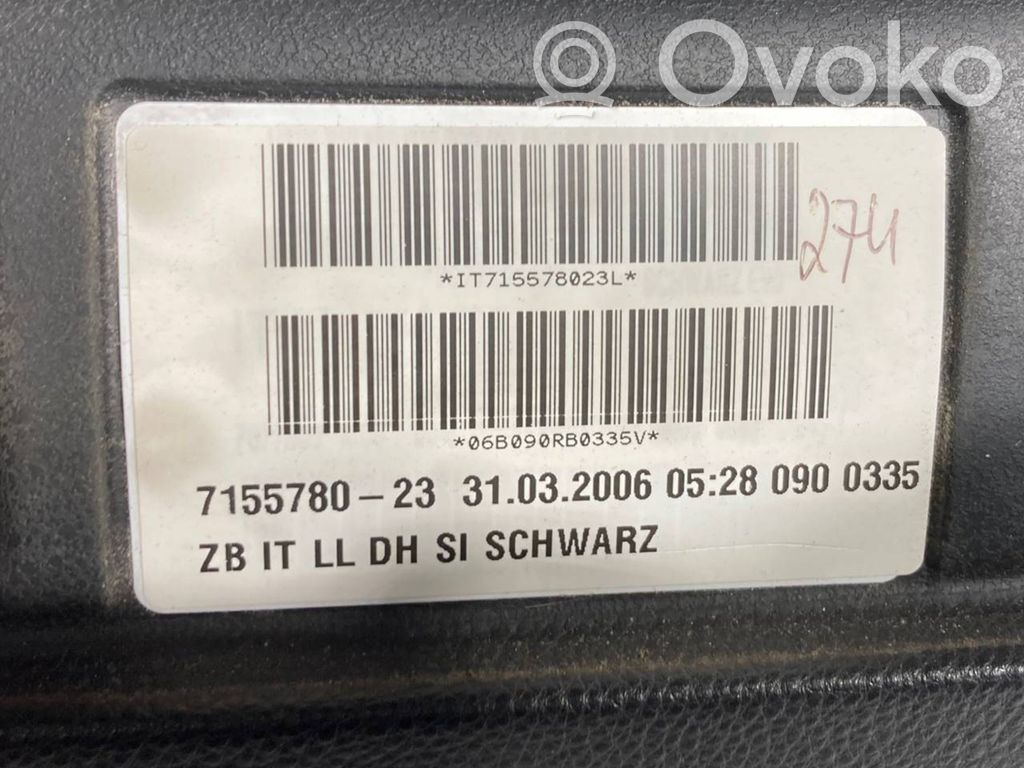 Ovoko
*IT715578023L*
274
*06B090RB0335V*
7155780-23 31.03.2006 05:28 090 0335
ZB IT LL DH SI SCHWARZ